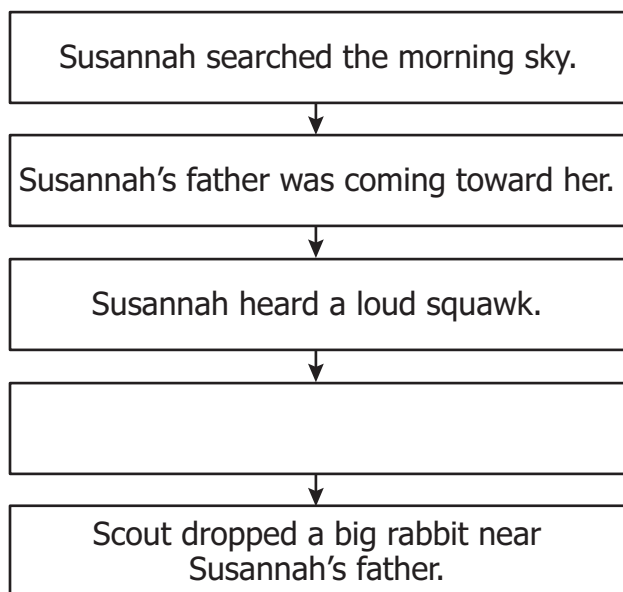 Susannah searched the morning sky.
Susannah’s father was coming toward her.
Susannah heard a loud squawk.
Scout dropped a big rabbit near
Susannah’s father.